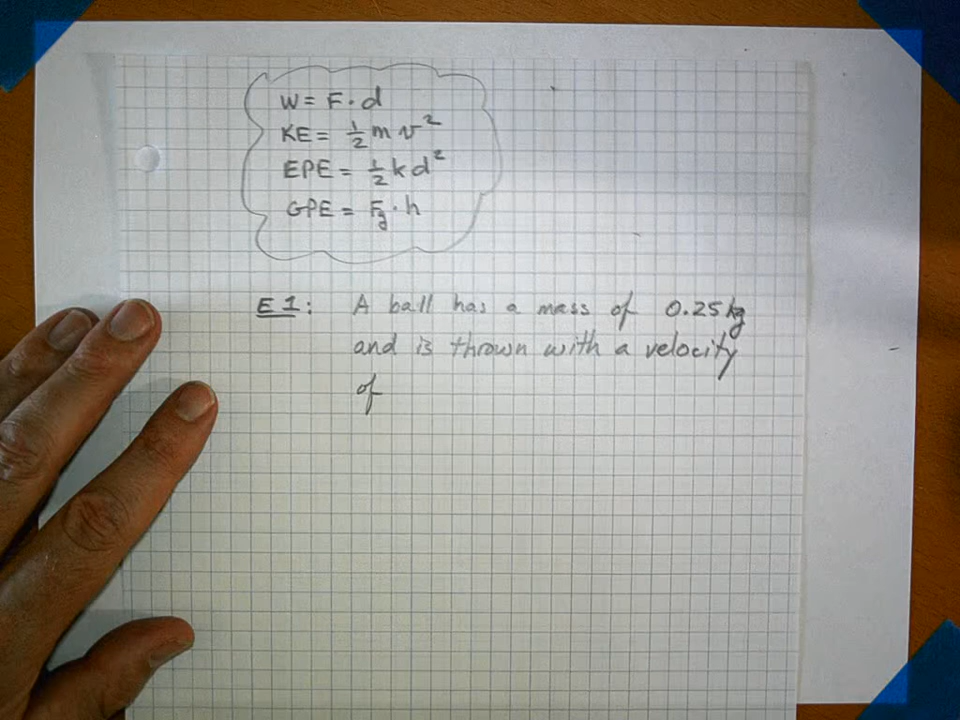 W = F · d
KE = ½ m v²
EPE = ½ k d²
GPE = Fg · h
E1: A ball has a mass of 0.25 kg
and is thrown with a velocity
of